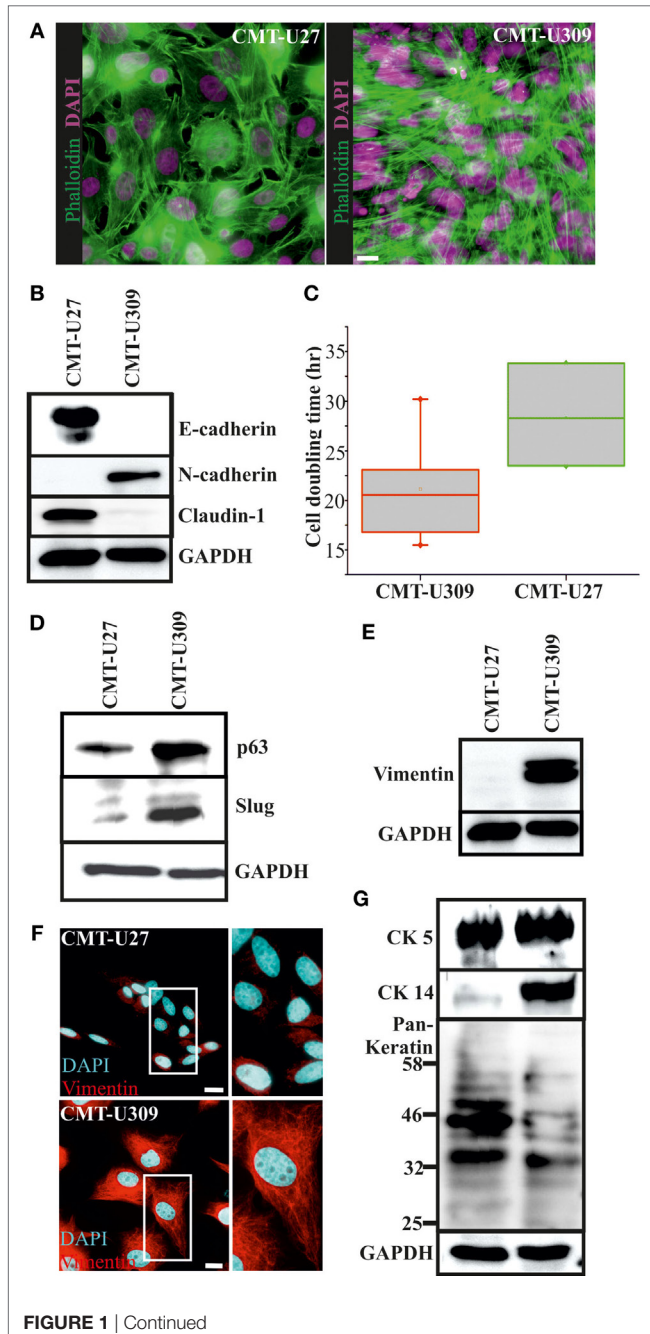 A
CMT-U27
CMT-U309
Phalloidin DAPI
Phalloidin DAPI
B
CMT-U27
CMT-U309
E-cadherin
N-cadherin
Claudin-1
GAPDH
C
Cell doubling time (hr)
35
30
25
20
15
CMT-U309
CMT-U27
D
CMT-U27
CMT-U309
p63
Slug
GAPDH
E
CMT-U27
CMT-U309
Vimentin
GAPDH
F
CMT-U27
DAPI
Vimentin
CMT-U309
DAPI
Vimentin
G
CK 5
CK 14
Pan-
Keratin
58
46
32
25
GAPDH
FIGURE 1 | Continued